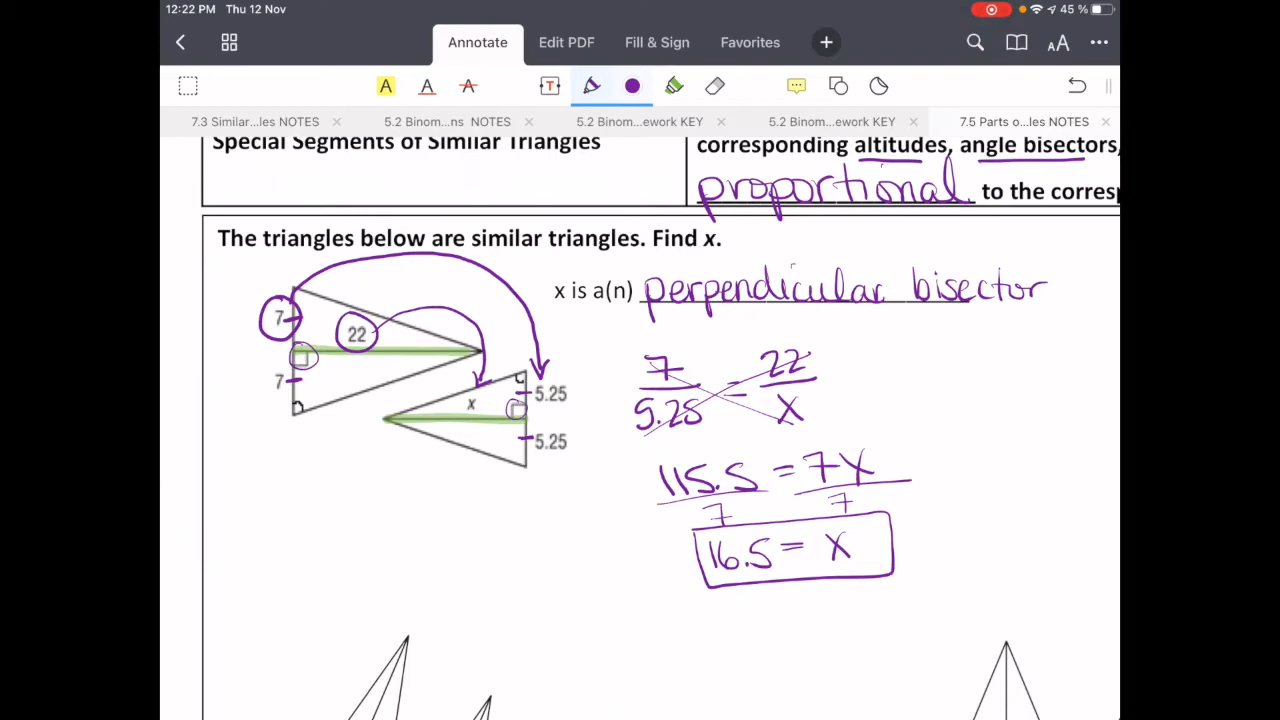 12:22 PM Thu 12 Nov 45 %
Annotate Edit PDF Fill & Sign Favorites
A A A T AA
7.3 Similar...les NOTES 5.2 Binom...ns NOTES 5.2 Binom...ework KEY 5.2 Binom...ework KEY 7.5 Parts o...les NOTES
Special Segments of Similar Triangles
corresponding altitudes, angle bisectors,
proportional to the corresp
The triangles below are similar triangles. Find x.
x is a(n) perpendicular bisector
7
22
7
x
5.25
5.25
7 = 22
5.25 x
115.5 = 7x
7 7
16.5 = x